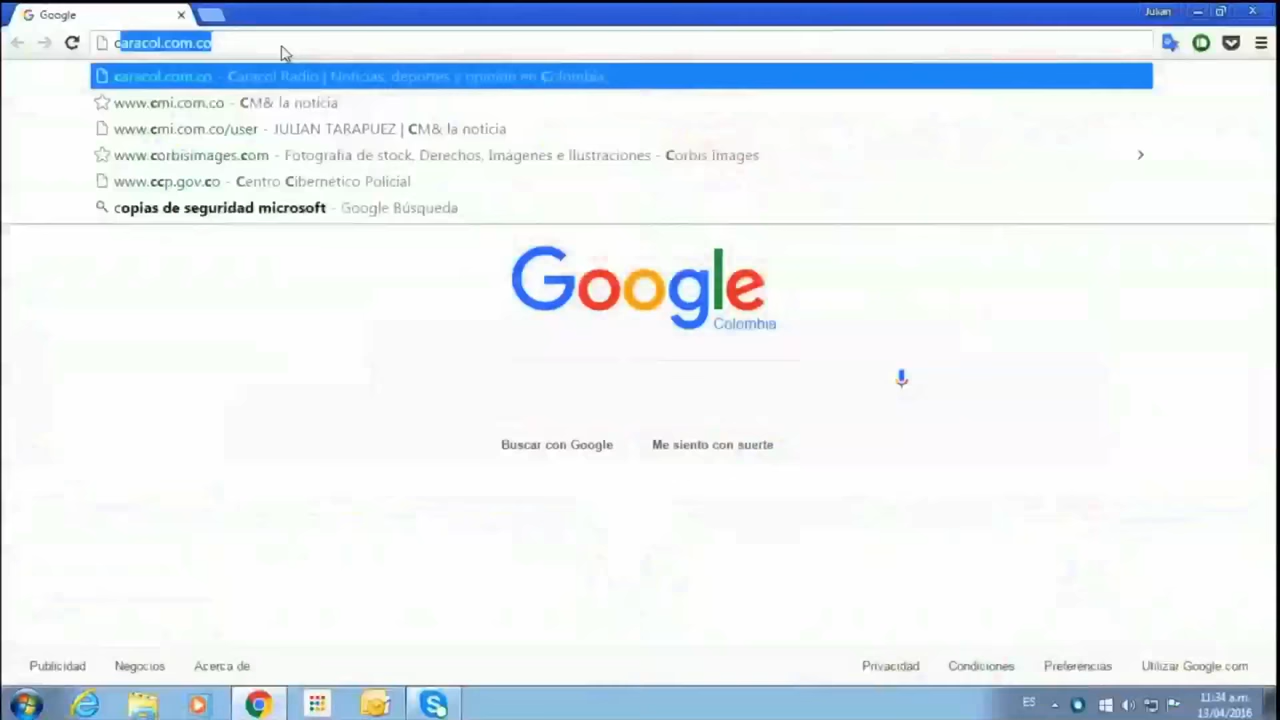 Google
Julian
caracol.com.co
caracol.com.co - Caracol Radio | Noticias, deportes y opinión en Colombia
www.cmi.com.co - CM& la noticia
www.cmi.com.co/user - JULIAN TARAPUEZ | CM& la noticia
www.corbisimages.com - Fotografía de stock, Derechos, Imágenes e Ilustraciones - Corbis Images
www.ccp.gov.co - Centro Cibernético Policial
copias de seguridad microsoft - Google Búsqueda
Google
Colombia
Buscar con Google
Me siento con suerte
Publicidad
Negocios
Acerca de
Privacidad
Condiciones
Preferencias
Utilizar Google.com
ES
11:34 a.m.
13/04/2016